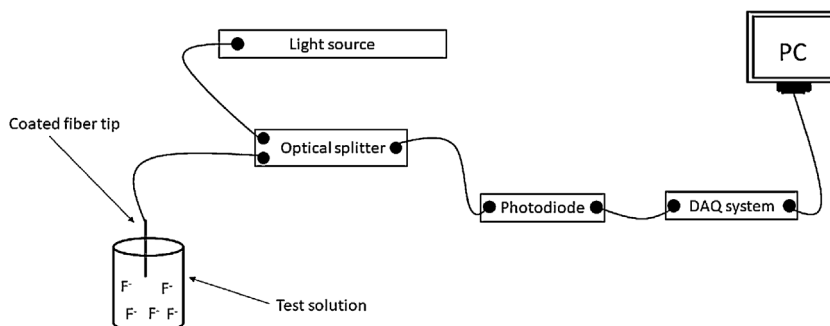 Light source
PC
Coated fiber tip
Optical splitter
Photodiode
DAQ system
F- F-
F- F- F-
Test solution